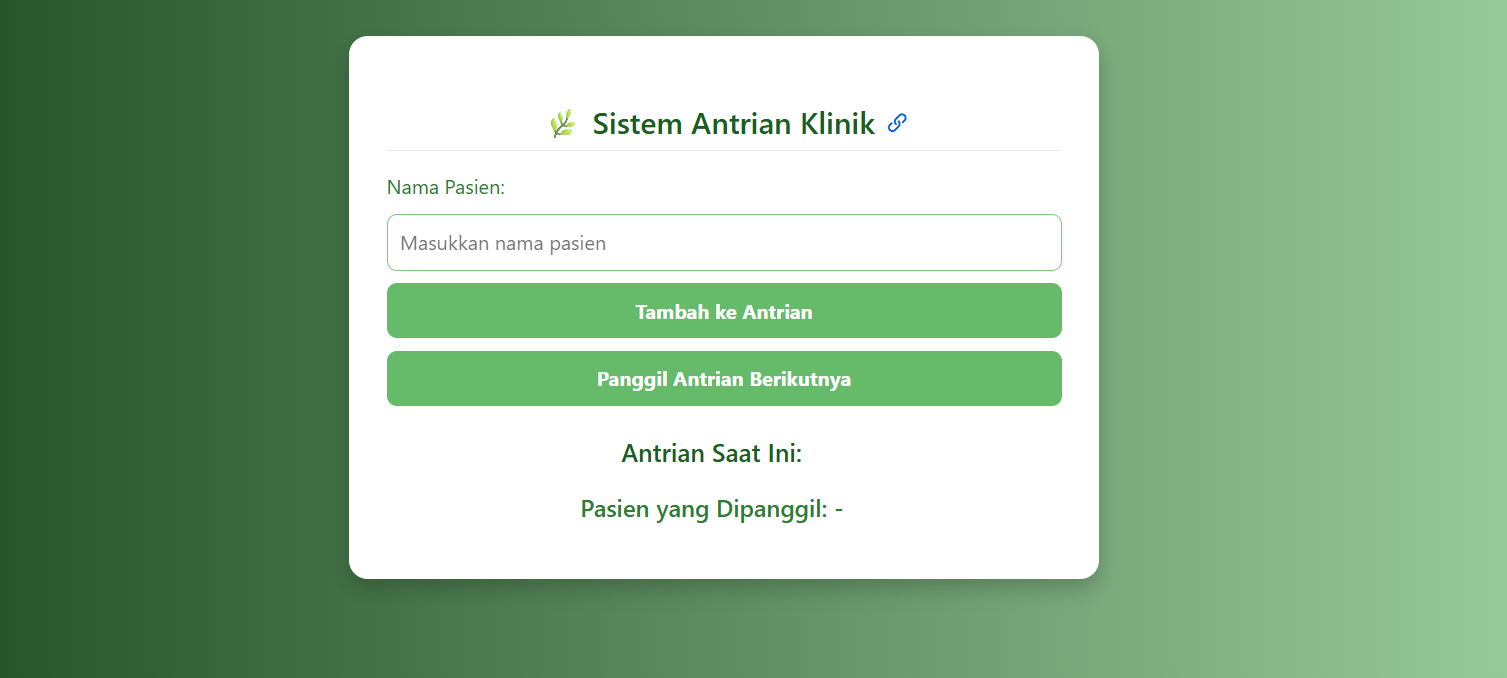 Sistem Antrian Klinik
Nama Pasien:
Masukkan nama pasien
Tambah ke Antrian
Panggil Antrian Berikutnya
Antrian Saat Ini:
Pasien yang Dipanggil: -